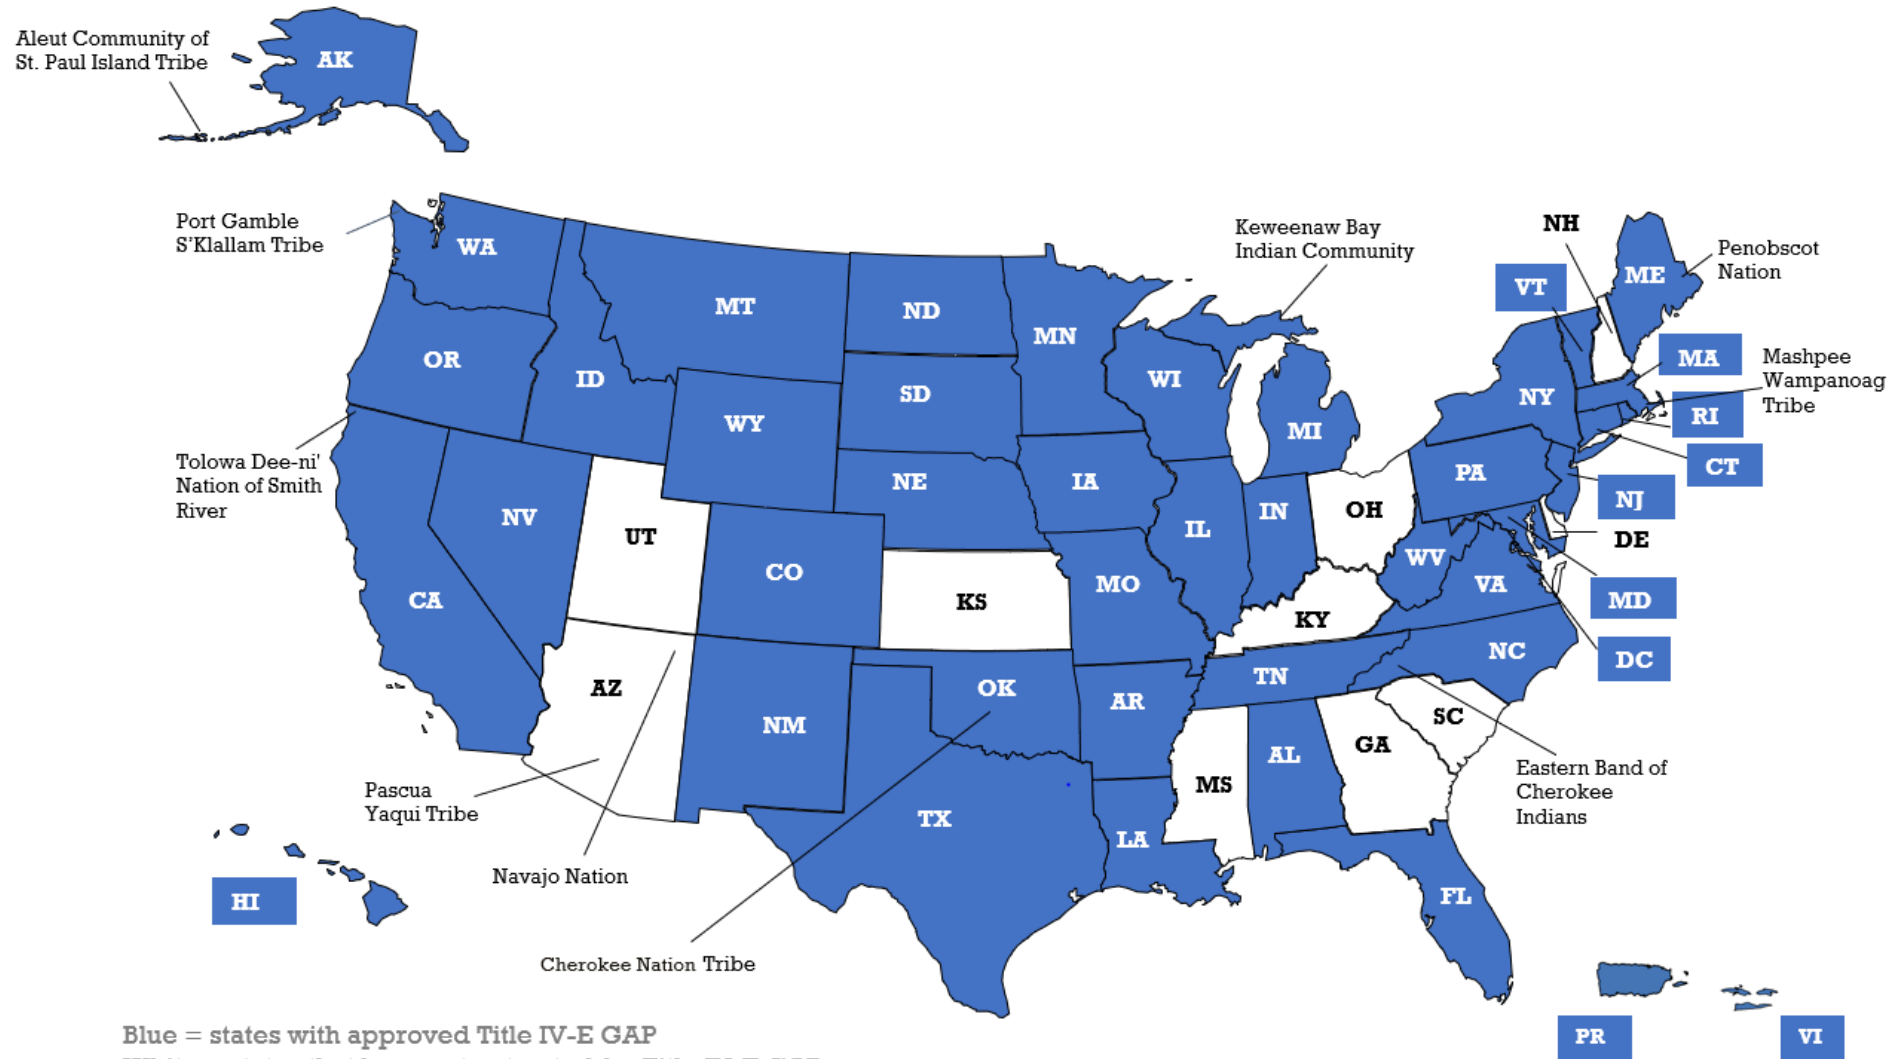 Aleut Community of
St. Paul Island Tribe
AK
Port Gamble
S'Klallam Tribe
WA
MT
ND
MN
Keweenaw Bay
Indian Community
NH
VT
ME
Penobscot
Nation
OR
ID
WY
SD
WI
MI
NY
MA
Mashpee
Wampanoag
Tribe
RI
CT
Tolowa Dee-ni'
Nation of Smith
River
NV
UT
NE
IA
IL
IN
OH
PA
NJ
DE
CA
CO
KS
MO
KY
WV
VA
MD
DC
AZ
NM
OK
AR
TN
NC
SC
Pascua
Yaqui Tribe
TX
LA
MS
AL
GA
Eastern Band of
Cherokee
Indians
Navajo Nation
HI
FL
Cherokee Nation Tribe
PR
VI
Blue = states with approved Title IV-E GAP